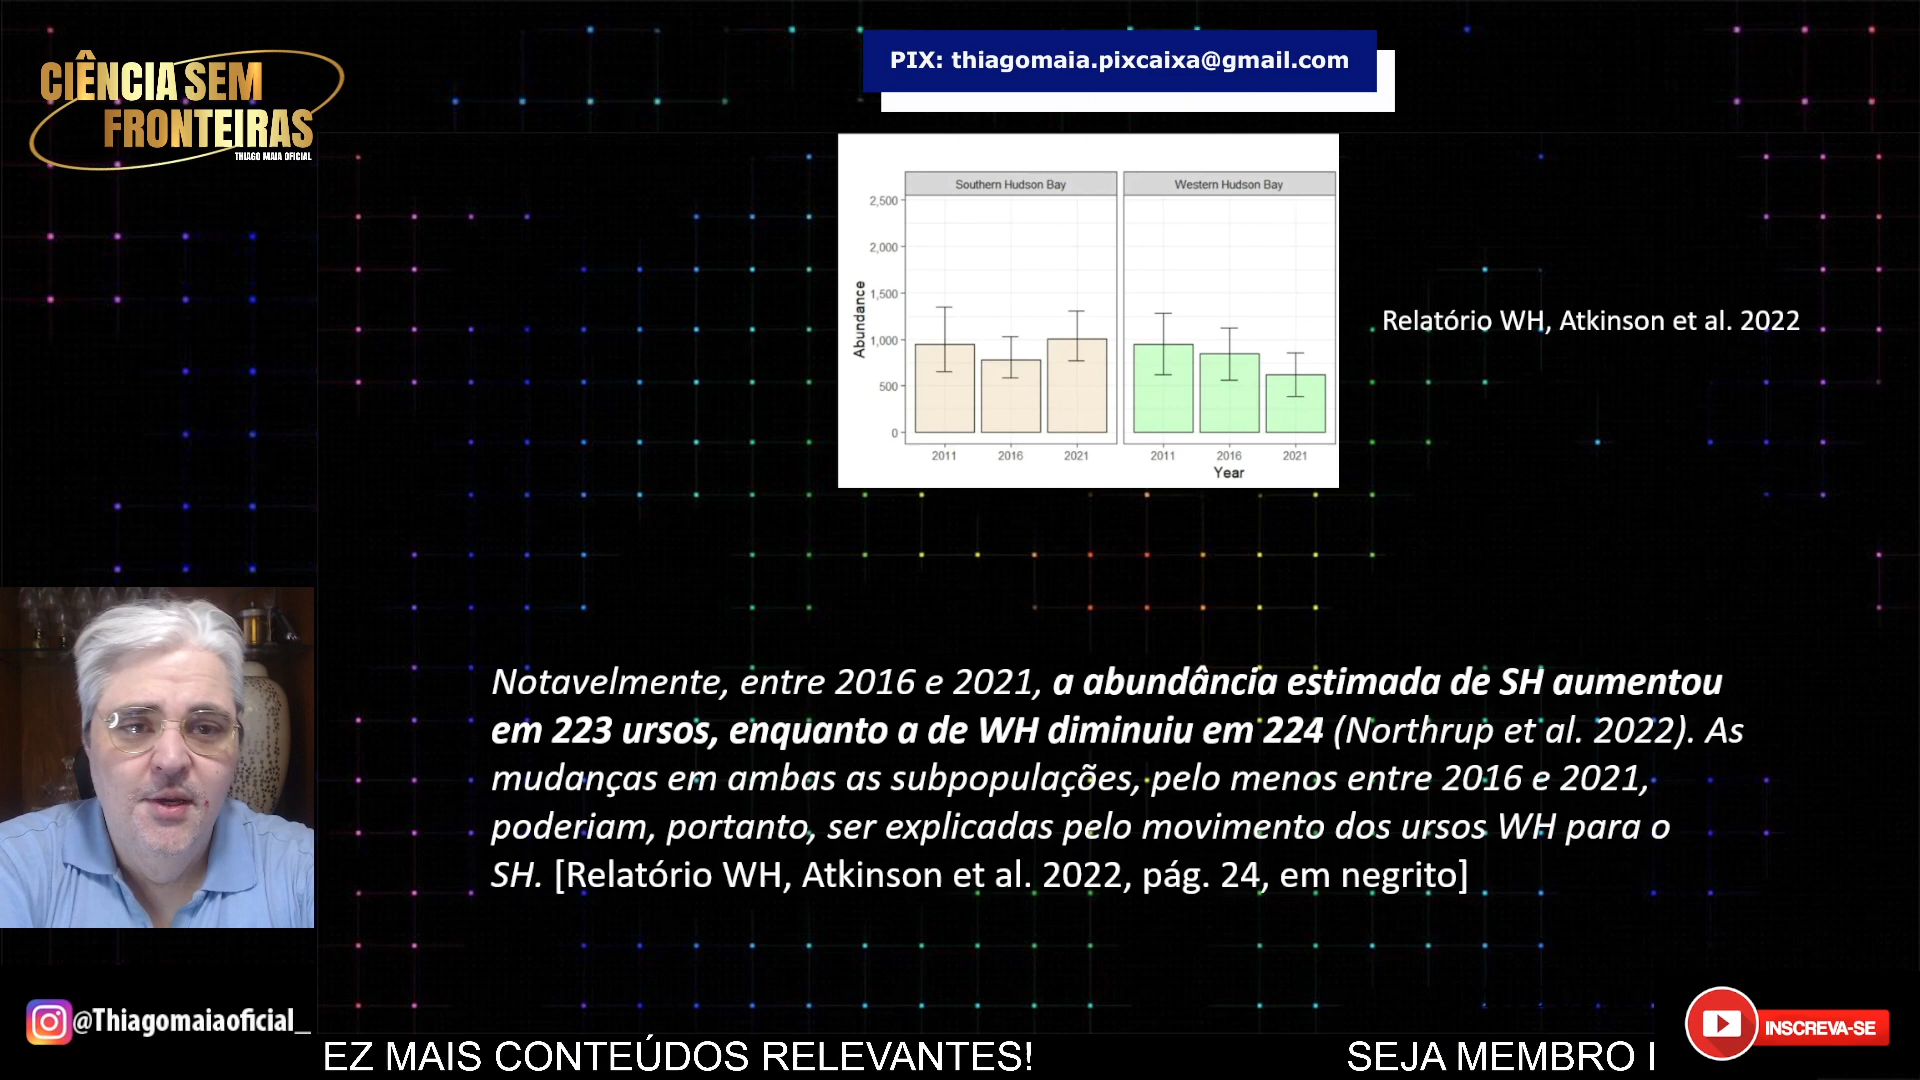 CIÊNCIA SEM
FRONTEIRAS
THIAGO MAIA OFICIAL
PIX: thiagomaia.pixcaixa@gmail.com
Southern Hudson Bay
Western Hudson Bay
2,500
2,000
1,500
1,000
500
0
Abundance
2011 2016 2021
2011 2016 2021
Year
Relatório WH, Atkinson et al. 2022
Notavelmente, entre 2016 e 2021, a abundância estimada de SH aumentou
em 223 ursos, enquanto a de WH diminuiu em 224 (Northrup et al. 2022). As
mudanças em ambas as subpopulações, pelo menos entre 2016 e 2021,
poderiam, portanto, ser explicadas pelo movimento dos ursos WH para o
SH. [Relatório WH, Atkinson et al. 2022, pág. 24, em negrito]
@Thiagomaiaoficial_
EZ MAIS CONTEÚDOS RELEVANTES!
SEJA MEMBRO
INSCREVA-SE